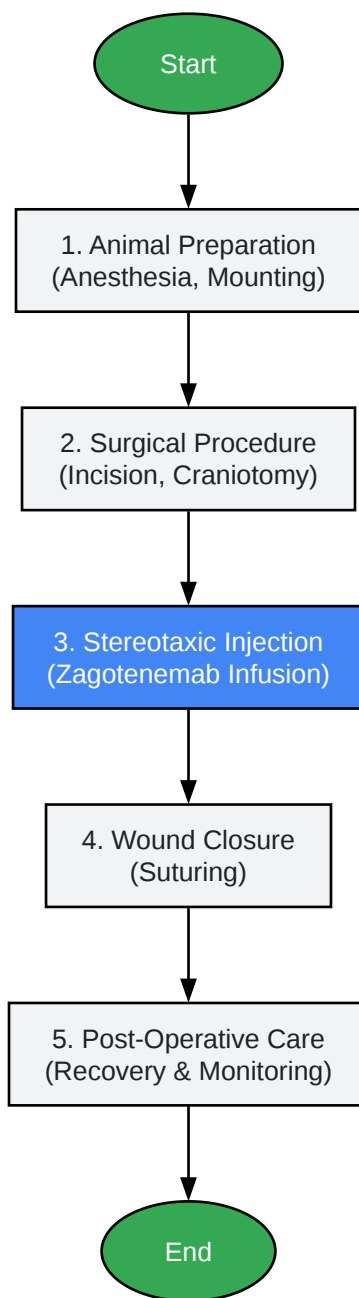 Start
1. Animal Preparation
(Anesthesia, Mounting)
2. Surgical Procedure
(Incision, Craniotomy)
3. Stereotaxic Injection
(Zagotenemab Infusion)
4. Wound Closure
(Suturing)
5. Post-Operative Care
(Recovery & Monitoring)
End